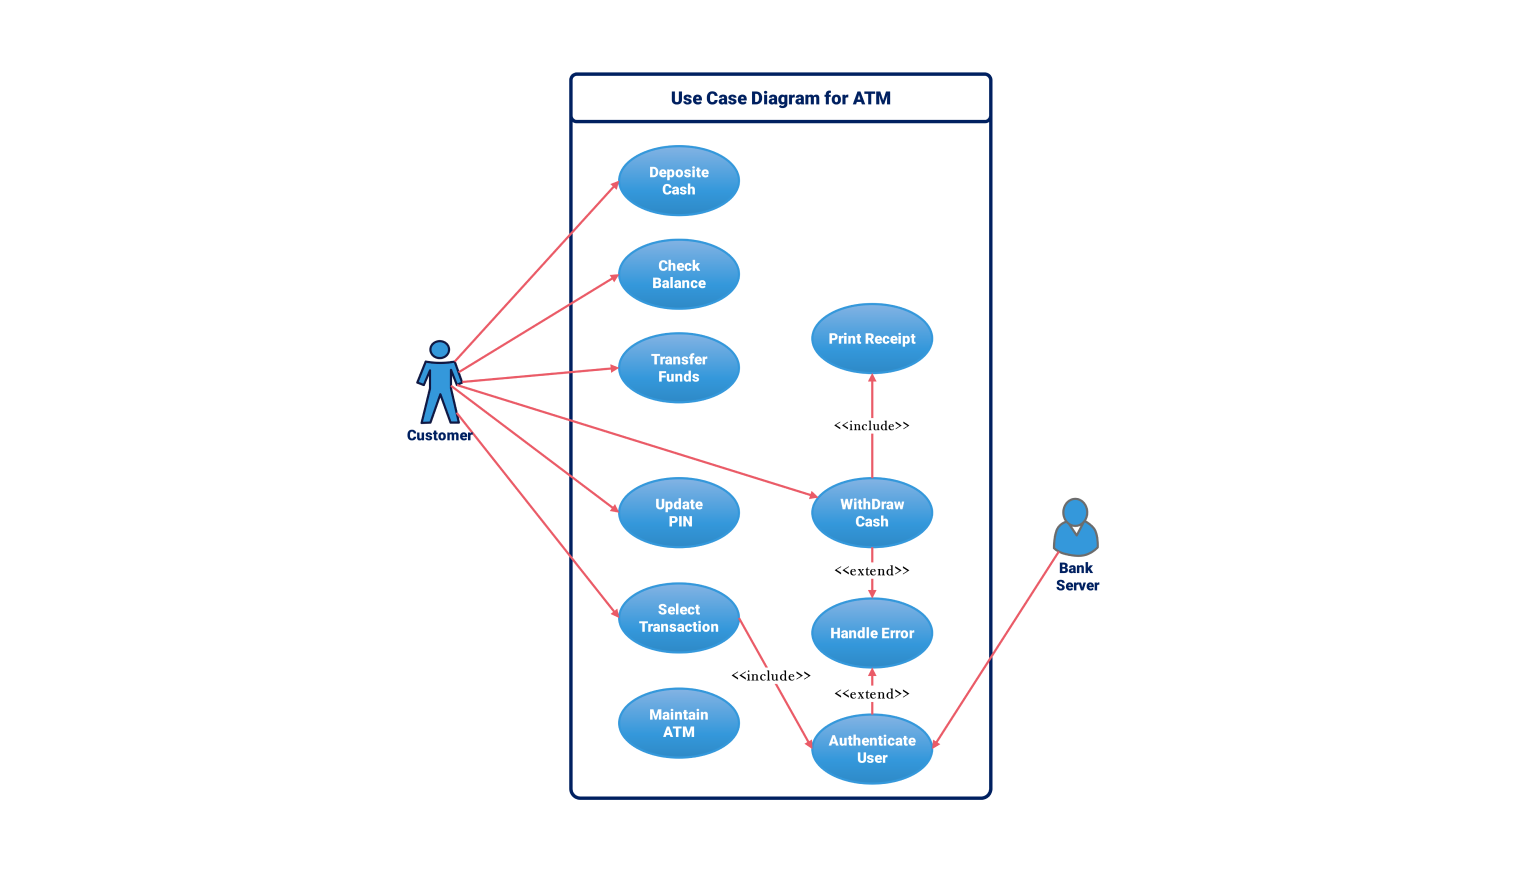 Use Case Diagram for ATM
Deposite
Cash
Check
Balance
Transfer
Funds
Print Receipt
Customer
<<include>>
Update
PIN
WithDraw
Cash
<<extend>>
Bank
Server
Select
Transaction
Handle Error
<<include>>
<<extend>>
Maintain
ATM
Authenticate
User